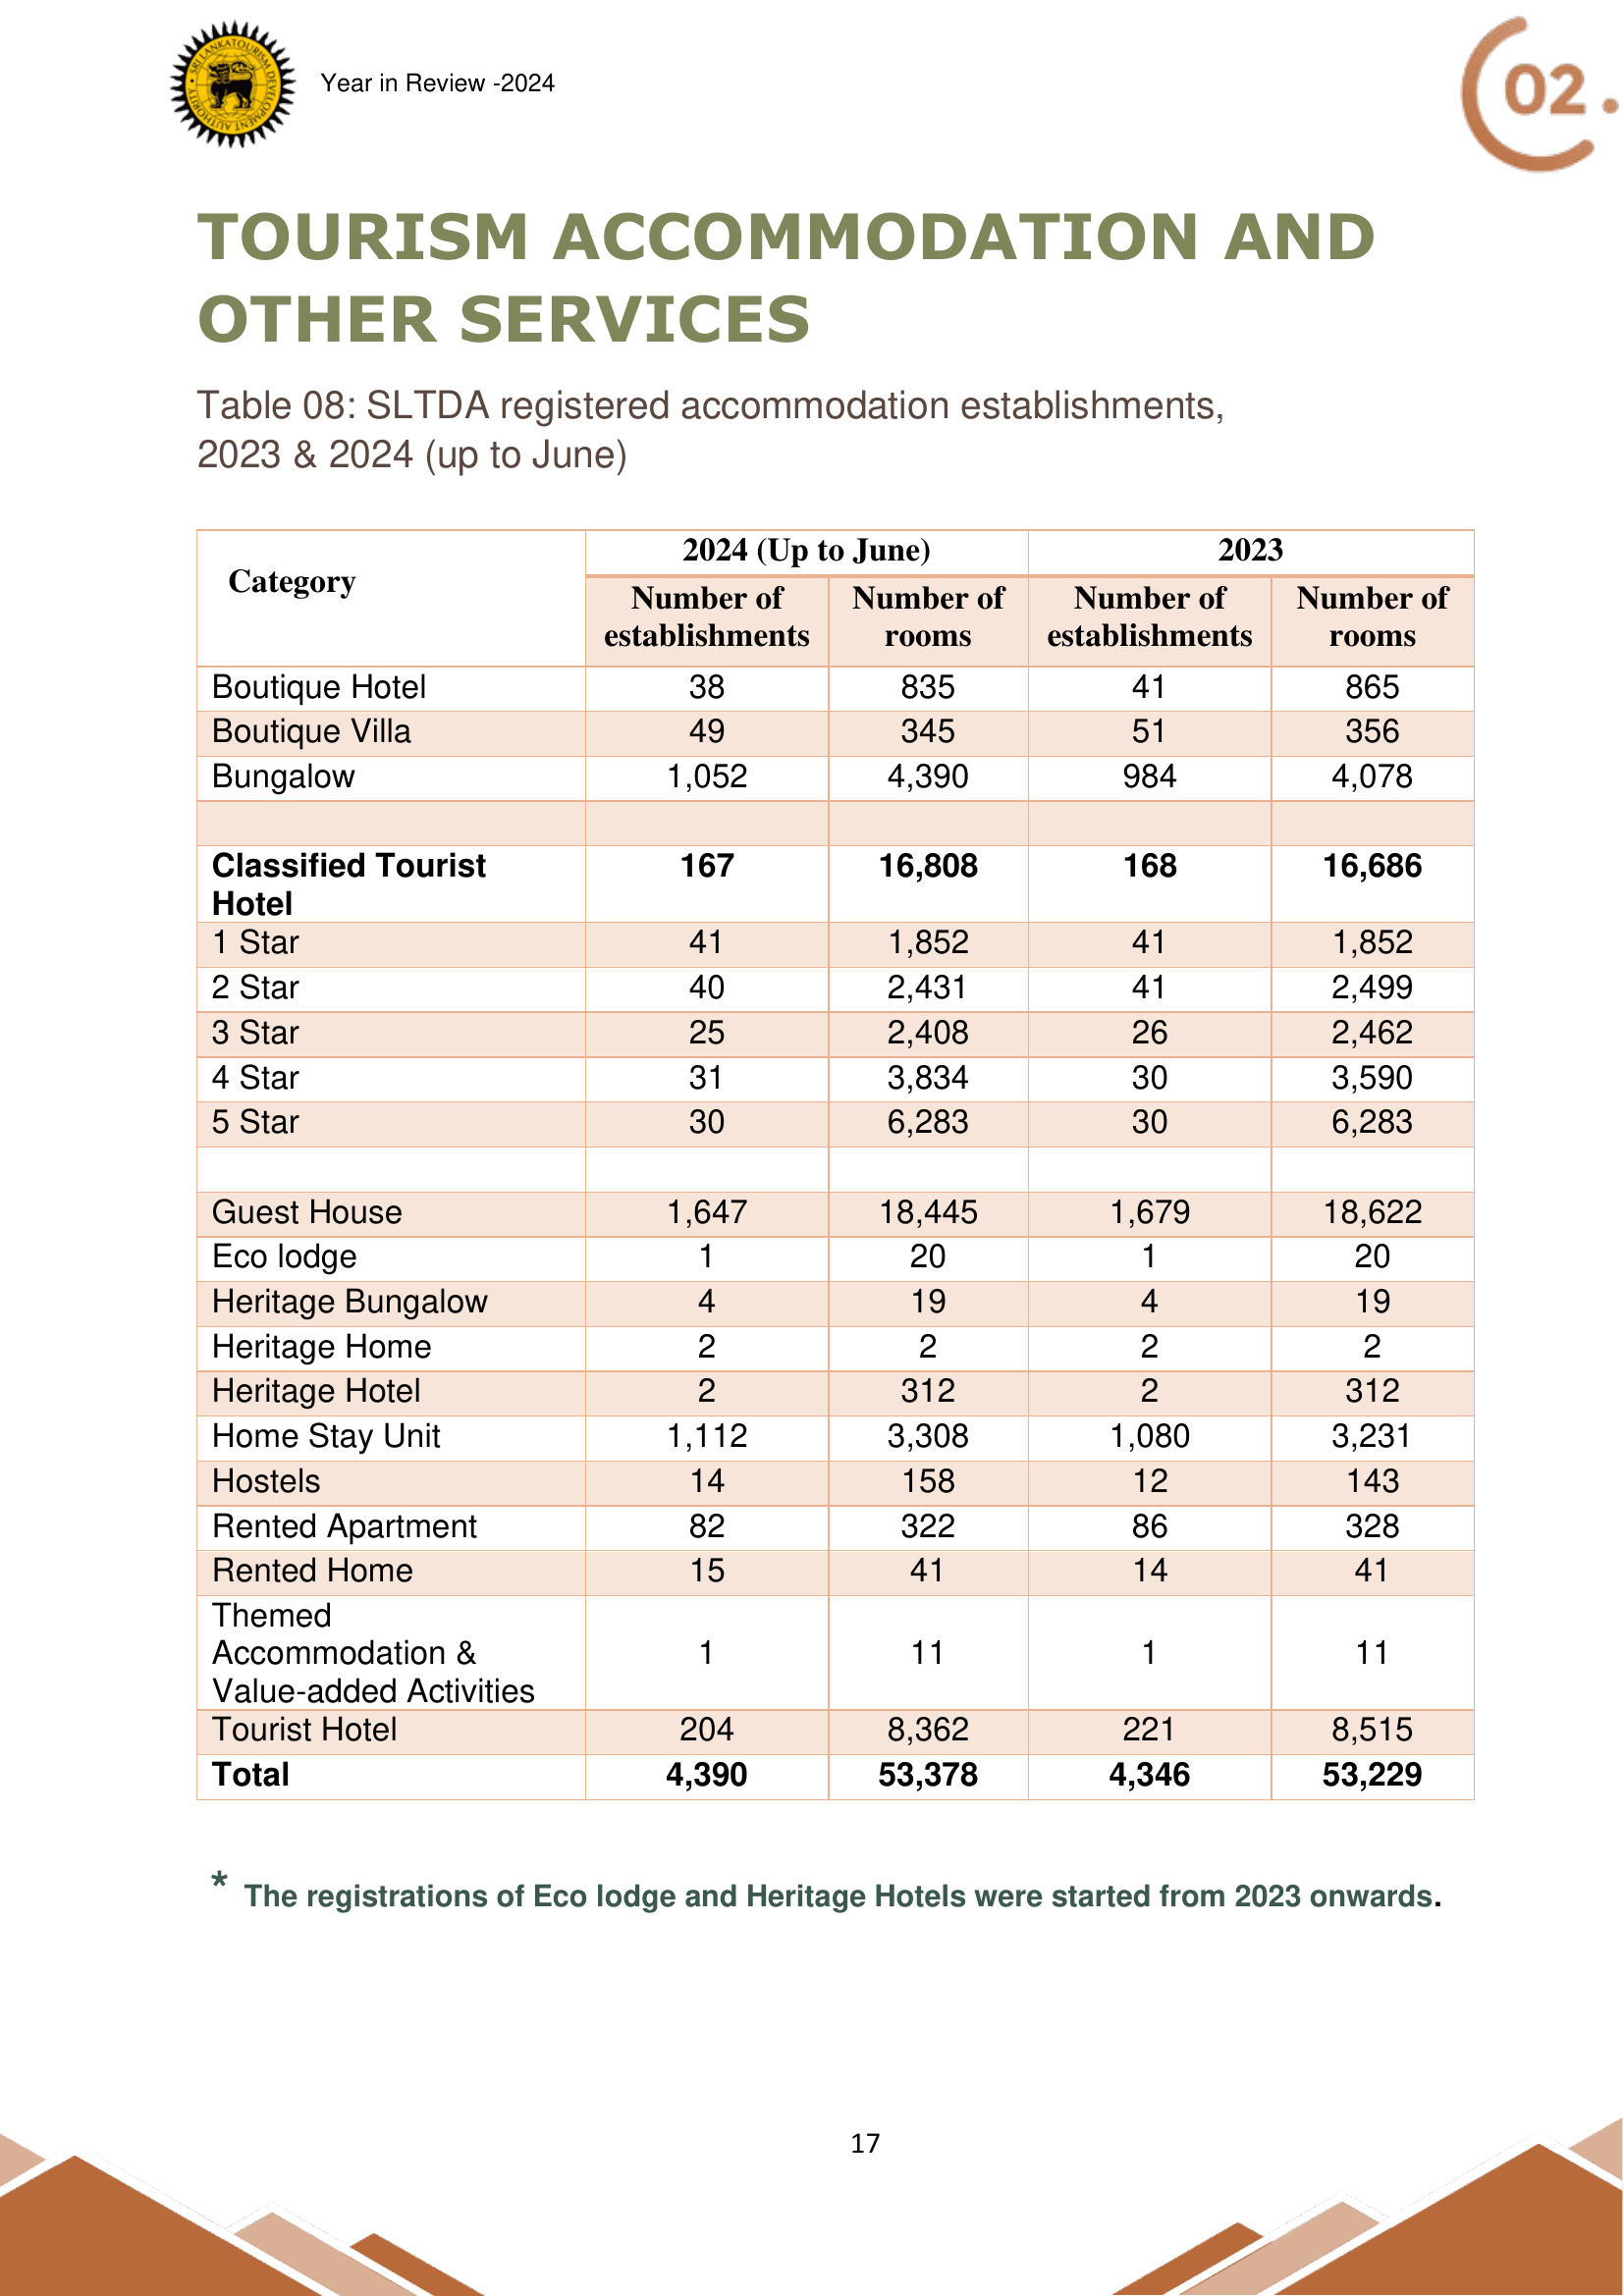 SRI LANKA TOURISM DEVELOPMENT AUTHORITY
Year in Review -2024
02.
TOURISM ACCOMMODATION AND
OTHER SERVICES
Table 08: SLTDA registered accommodation establishments,
2023 & 2024 (up to June)
Category 2024 (Up to June) 2023
Number of establishments Number of rooms Number of establishments Number of rooms
Boutique Hotel 38 835 41 865
Boutique Villa 49 345 51 356
Bungalow 1,052 4,390 984 4,078
Classified Tourist 167 16,808 168 16,686
Hotel
1 Star 41 1,852 41 1,852
2 Star 40 2,431 41 2,499
3 Star 25 2,408 26 2,462
4 Star 31 3,834 30 3,590
5 Star 30 6,283 30 6,283
Guest House 1,647 18,445 1,679 18,622
Eco lodge 1 20 1 20
Heritage Bungalow 4 19 4 19
Heritage Home 2 2 2 2
Heritage Hotel 2 312 2 312
Home Stay Unit 1,112 3,308 1,080 3,231
Hostels 14 158 12 143
Rented Apartment 82 322 86 328
Rented Home 15 41 14 41
Themed
Accommodation & 1 11 1 11
Value-added Activities
Tourist Hotel 204 8,362 221 8,515
Total 4,390 53,378 4,346 53,229
* The registrations of Eco lodge and Heritage Hotels were started from 2023 onwards.
17